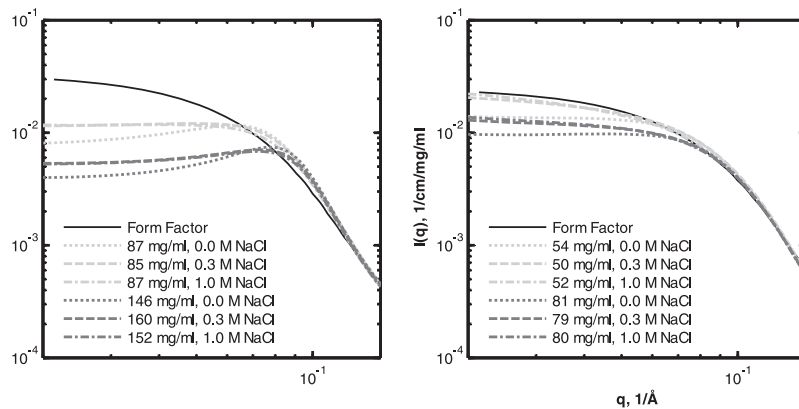 10⁻¹
10⁻²
10⁻³
10⁻⁴
Form Factor
87 mg/ml, 0.0 M NaCl
85 mg/ml, 0.3 M NaCl
87 mg/ml, 1.0 M NaCl
146 mg/ml, 0.0 M NaCl
160 mg/ml, 0.3 M NaCl
152 mg/ml, 1.0 M NaCl
10⁻¹
I(q), 1/cm/mg/ml
10⁻¹
10⁻²
10⁻³
10⁻⁴
Form Factor
54 mg/ml, 0.0 M NaCl
50 mg/ml, 0.3 M NaCl
52 mg/ml, 1.0 M NaCl
81 mg/ml, 0.0 M NaCl
79 mg/ml, 0.3 M NaCl
80 mg/ml, 1.0 M NaCl
10⁻¹
q, 1/Å